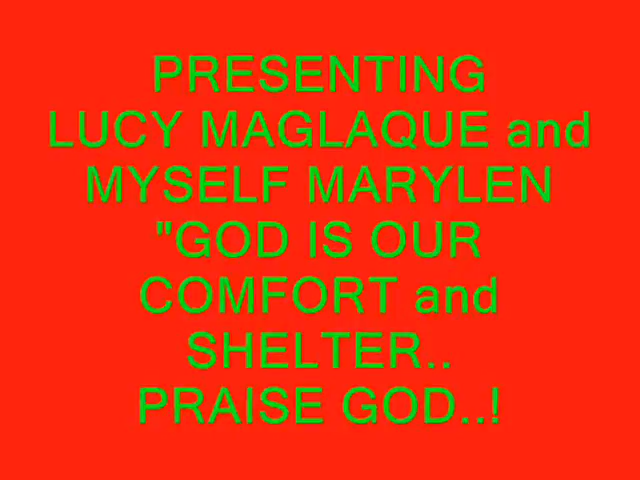 PRESENTING
LUCY MAGLAQUE and
MYSELF MARYLEN
"GOD IS OUR
COMFORT and
SHELTER..
PRAISE GOD..!